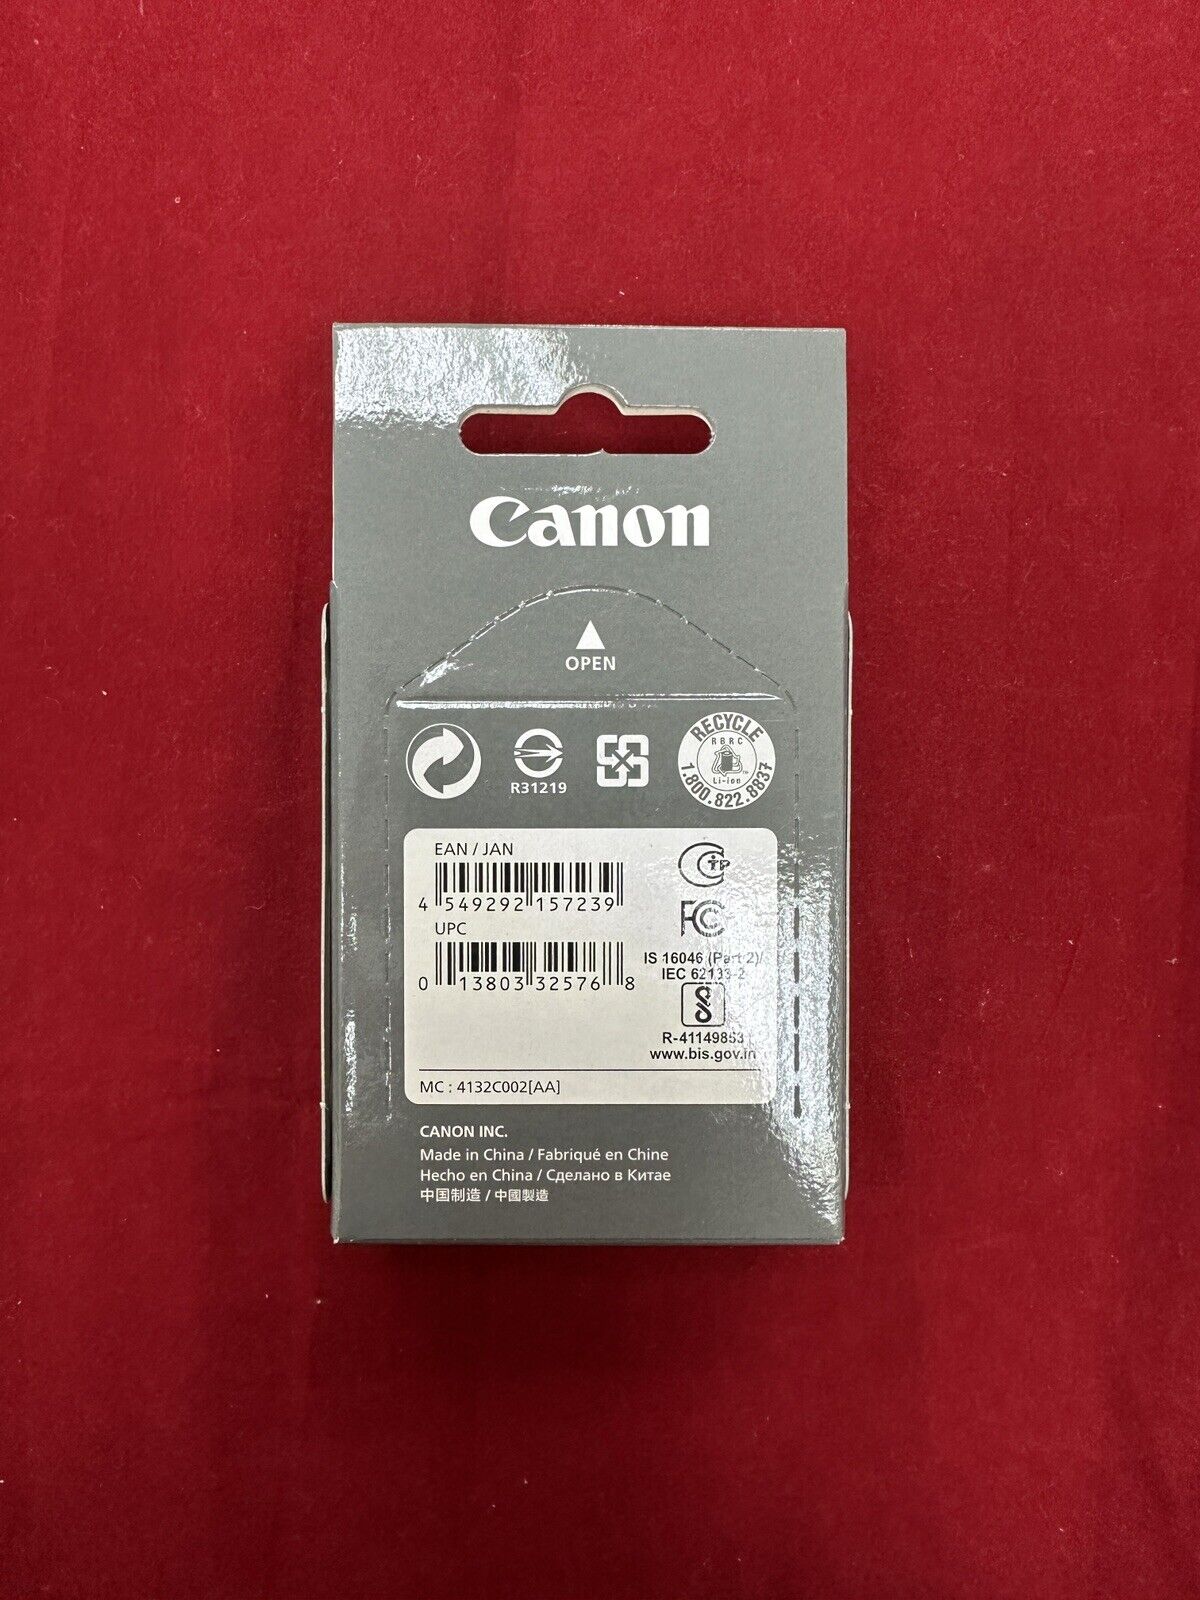 Canon
OPEN
R31219
RECYCLE
RBRC
Li-ion
1.800.822.8837
EAN / JAN
4 549292 157239
UPC
0 13803 32576 8
IS 16046 (Part 2)/
IEC 62133-2
R-41149853
www.bis.gov.in
MC : 4132C002[AA]
CANON INC.
Made in China / Fabriqué en Chine
Hecho en China / Сделано в Китае
中国制造 / 中國製造